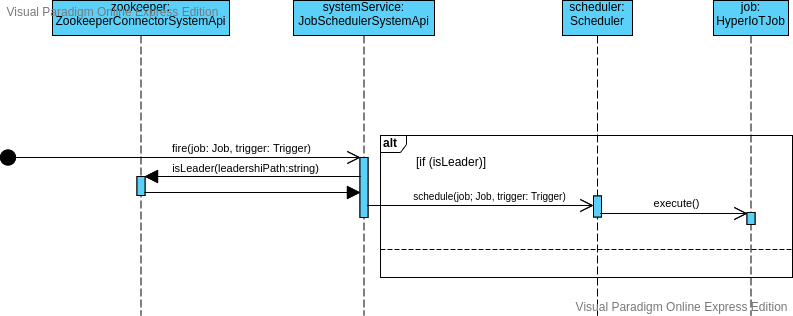 Visual Paradigm Online Express Edition
zookeeper:
ZookeeperConnectorSystemApi
systemService:
JobSchedulerSystemApi
scheduler:
Scheduler
job:
HyperIoTJob
fire(job: Job, trigger: Trigger)
alt
[if (isLeader)]
isLeader(leadershiPath:string)
schedule(job; Job, trigger: Trigger)
execute()
Visual Paradigm Online Express Edition